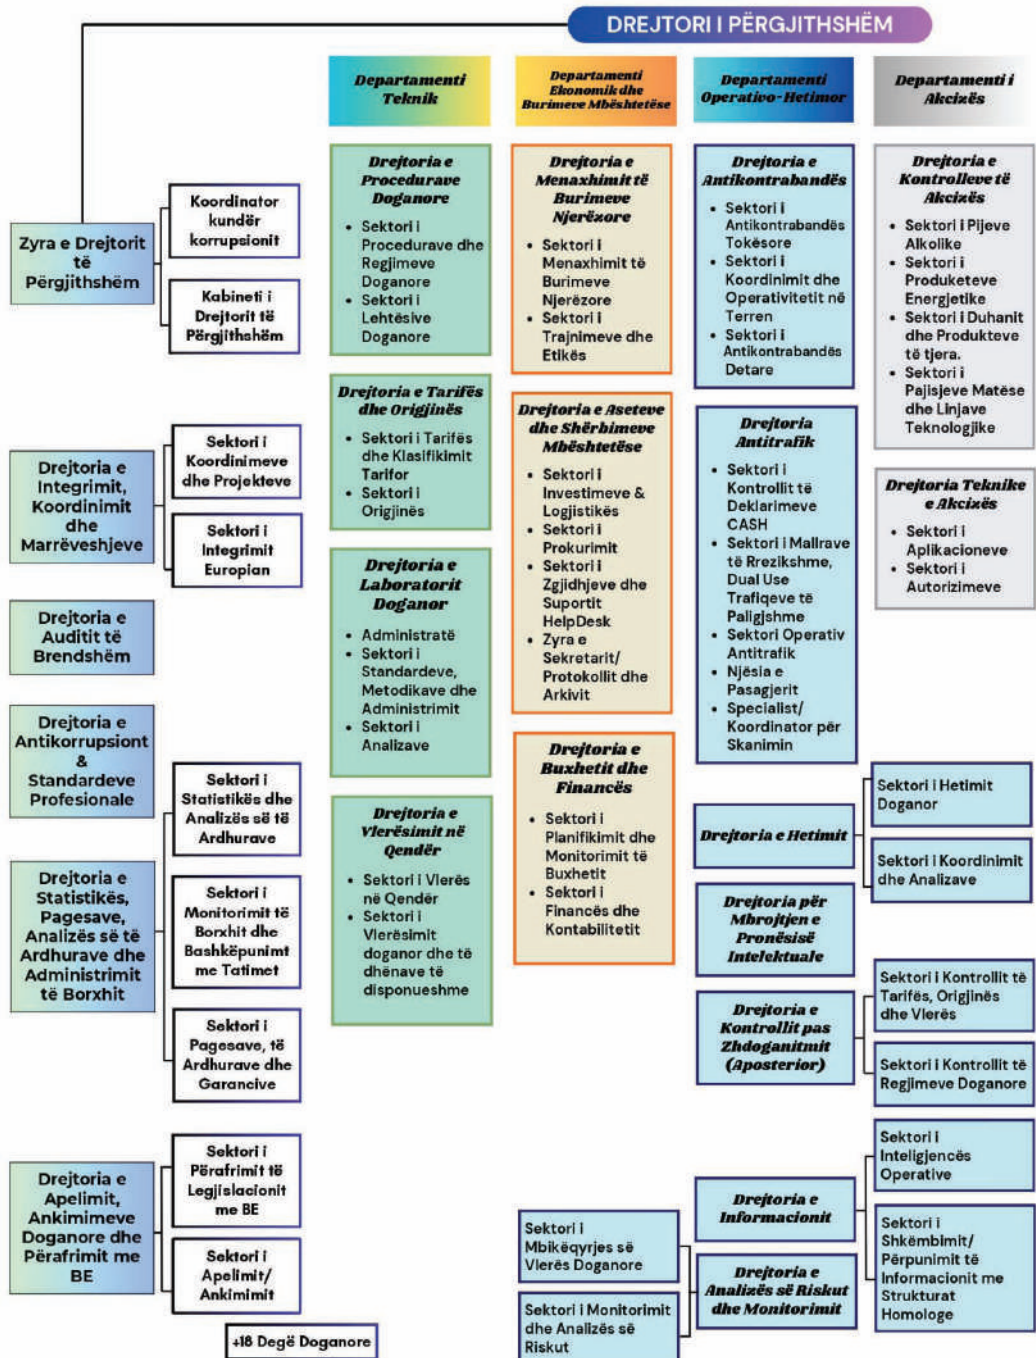 DREJTORI I PËRGJITHSHËM
Zyra e Drejtorit
të
Përgjithshëm
Koordinator
kundër
korrupsionit
Kabineti i
Drejtorit të
Përgjithshëm
Drejtoria e
Integrimit,
Koordinimit
dhe
Marrëveshjeve
Sektori i
Koordinimeve
dhe Projekteve
Sektori i
Integrimit
Europian
Drejtoria e
Auditit të
Brendshëm
Drejtoria e
Antikorrupsiont
&
Standardeve
Profesionale
Drejtoria e
Statistikës,
Pagesave,
Analizës së të
Ardhurave dhe
Administrimit
të Borxhit
Sektori i
Statistikës dhe
Analizës së të
Ardhurave
Sektori i
Monitorimit të
Borxhit dhe
Bashkëpunimt
me Tatimet
Sektori i
Pagesave, të
Ardhurave dhe
Garancive
Drejtoria e
Apelimit,
Ankimimeve
Doganore dhe
Përafrimit me
BE
Sektori i
Përafrimit të
Legjislacionit
me BE
Sektori i
Apelimit/
Ankimimit
+18 Degë Doganore
Departamenti
Teknik
Drejtoria e
Procedurave
Doganore
• Sektori i
Procedurave dhe
Regjimeve
Doganore
• Sektori i
Lehtësive
Doganore
Drejtoria e Tarifës
dhe Origjinës
• Sektori i Tarifës
dhe Klasifikimit
Tarifor
• Sektori i
Origjinës
Drejtoria e
Laboratorit
Doganor
• Administratë
• Sektori i
Standardeve,
Metodikave dhe
Administrimit
• Sektori i
Analizave
Drejtoria e
Vlerësimit në
Qendër
• Sektori i Vlerës
në Qendër
• Sektori i
Vlerësimit
doganor dhe të
dhënave të
disponueshme
Departamenti
Ekonomik dhe
Burimeve Mbështetëse
Drejtoria e
Menaxhimit të
Burimeve
Njerëzore
• Sektori i
Menaxhimit të
Burimeve
Njerëzore
• Sektori i
Trajnimeve dhe
Etikës
Drejtoria e Aseteve
dhe Shërbimeve
Mbështetëse
• Sektori i
Investimeve &
Logjistikës
• Sektori i
Prokurimit
• Sektori i
Zgjidhjeve dhe
Suportit
HelpDesk
• Zyra e
Sekretarit/
Protokollit dhe
Arkivit
Drejtoria e
Buxhetit dhe
Financës
• Sektori i
Planifikimit dhe
Monitorimit të
Buxhetit
• Sektori i
Financës dhe
Kontabilitetit
Departamenti
Operativo-Hetimor
Drejtoria e
Antikontrabandës
• Sektori i
Antikontrabandës
Tokësore
• Sektori i
Koordinimit dhe
Operativitetit në
Terren
• Sektori i
Antikontrabandës
Detare
Drejtoria
Antitrafik
• Sektori i
Kontrollit të
Deklarimeve
CASH
• Sektori i Mallrave
të Rrezikshme,
Dual Use
Trafiqeve të
Paligjshme
• Sektori Operativ
Antitrafik
• Njësia e
Pasagjerit
• Specialist/
Koordinator për
Skanimin
Drejtoria e Hetimit
Sektori i Hetimit
Doganor
Sektori i Koordinimit
dhe Analizave
Drejtoria për
Mbrojtjen e
Pronësisë
Intelektuale
Drejtoria e
Kontrollit pas
Zhdoganitmit
(Aposterior)
Sektori i Kontrollit të
Tarifës, Origjinës
dhe Vlerës
Sektori i Kontrollit të
Regjimeve Doganore
Drejtoria e
Informacionit
Sektori i
Inteligjencës
Operative
Sektori i
Shkëmbimit/
Përpunimit të
Informacionit me
Strukturat
Homologe
Drejtoria e
Analizës së Riskut
dhe Monitorimit
Sektori i
Mbikëqyrjes së
Vlerës Doganore
Sektori i Monitorimit
dhe Analizës së
Riskut
Departamenti i
Akcizës
Drejtoria e
Kontrolleve të
Akcizës
• Sektori i Pijeve
Alkolike
• Sektori i
Produketeve
Energjetike
• Sektori i Duhanit
dhe Produkteve
të tjera.
• Sektori i
Pajisjeve Matëse
dhe Linjave
Teknologjike
Drejtoria Teknike
e Akcizës
• Sektori i
Aplikacioneve
• Sektori i
Autorizimeve